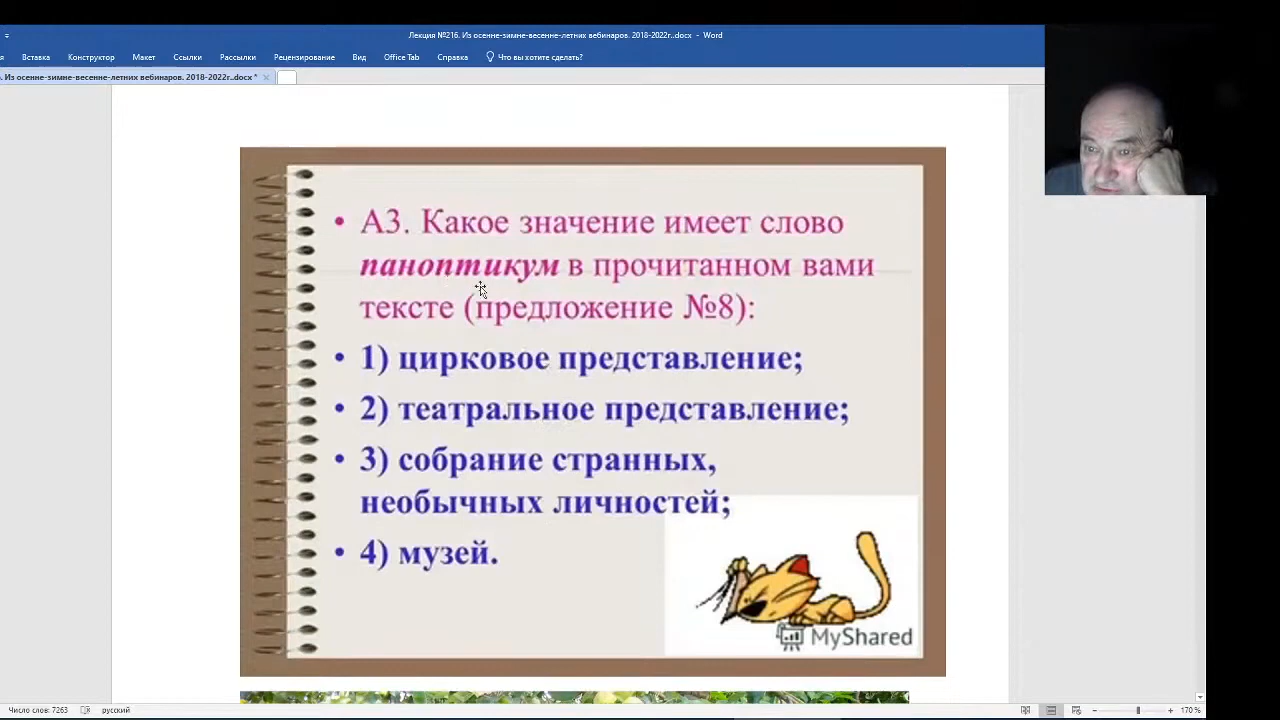 Лекция №216. Из осенне-зимне-весенне-летних вебинаров. 2018-2022г..docx - Word
Вставка Конструктор Макет Ссылки Рассылки Рецензирование Вид Office Tab Справка Что вы хотите сделать?
. Из осенне-зимне-весенне-летних вебинаров. 2018-2022г..docx *
• А3. Какое значение имеет слово
паноптикум в прочитанном вами
тексте (предложение №8):
• 1) цирковое представление;
• 2) театральное представление;
• 3) собрание странных,
необычных личностей;
• 4) музей.
MyShared
Число слов: 7263 русский 170 %